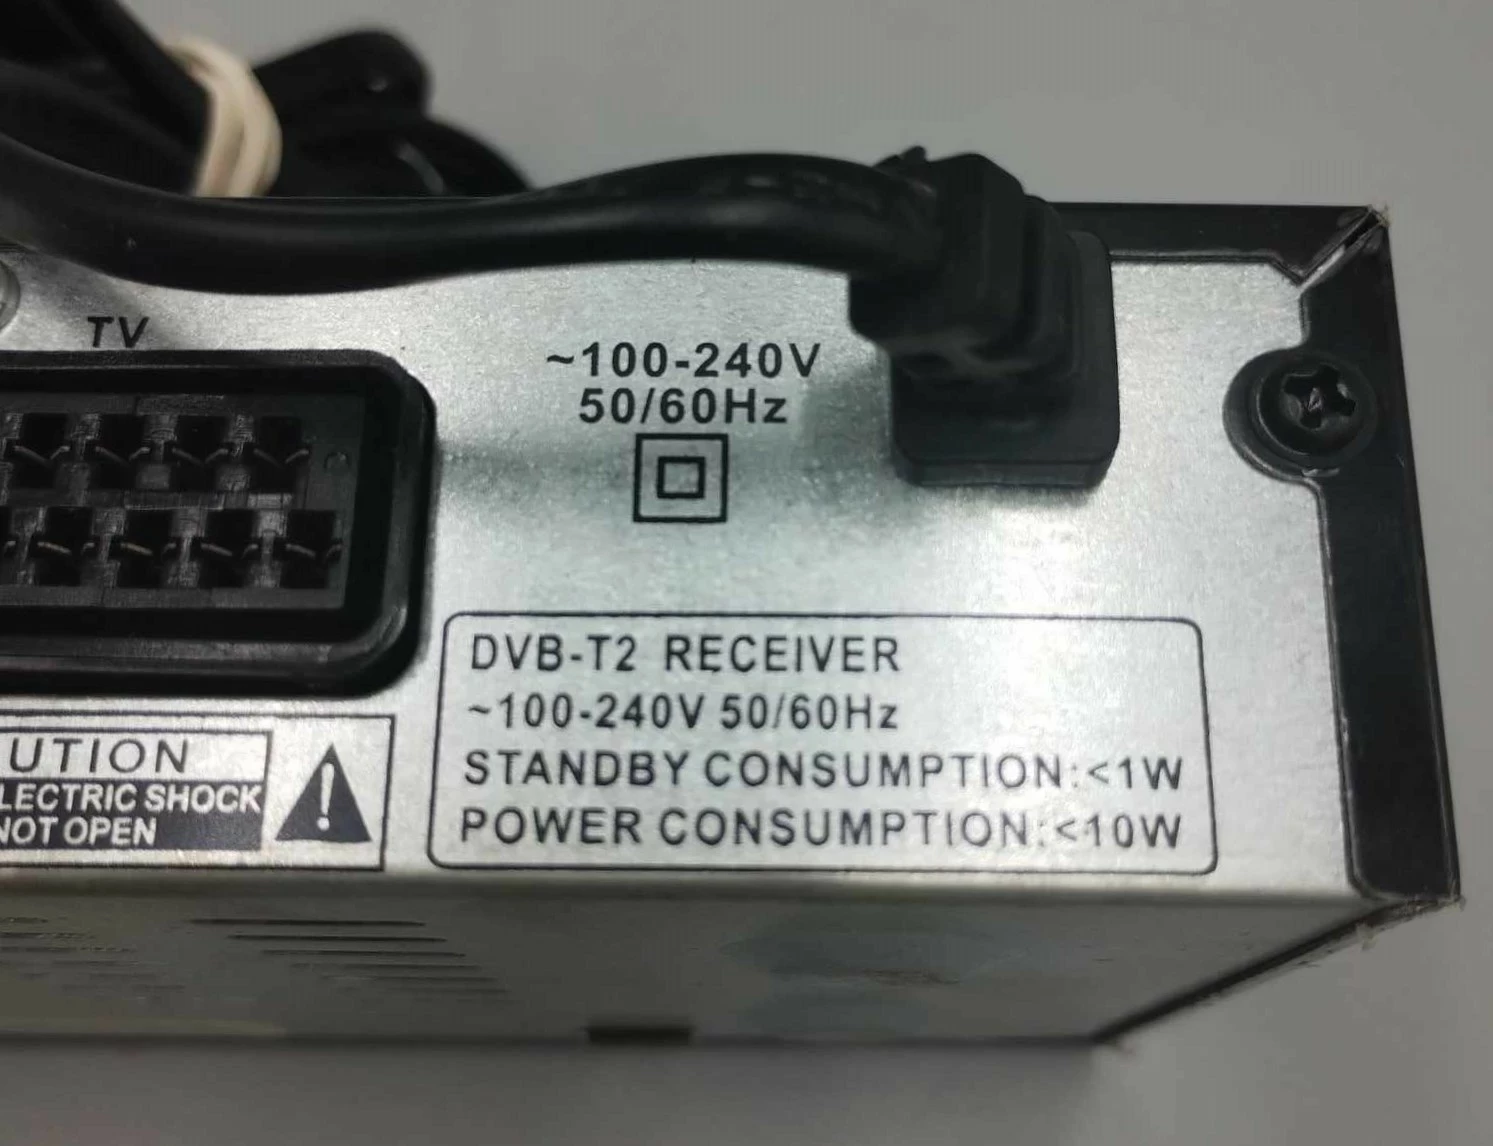 TV
~100-240V
50/60Hz
DVB-T2 RECEIVER
~100-240V 50/60Hz
STANDBY CONSUMPTION:<1W
POWER CONSUMPTION:<10W
UTION
LECTRIC SHOCK
NOT OPEN